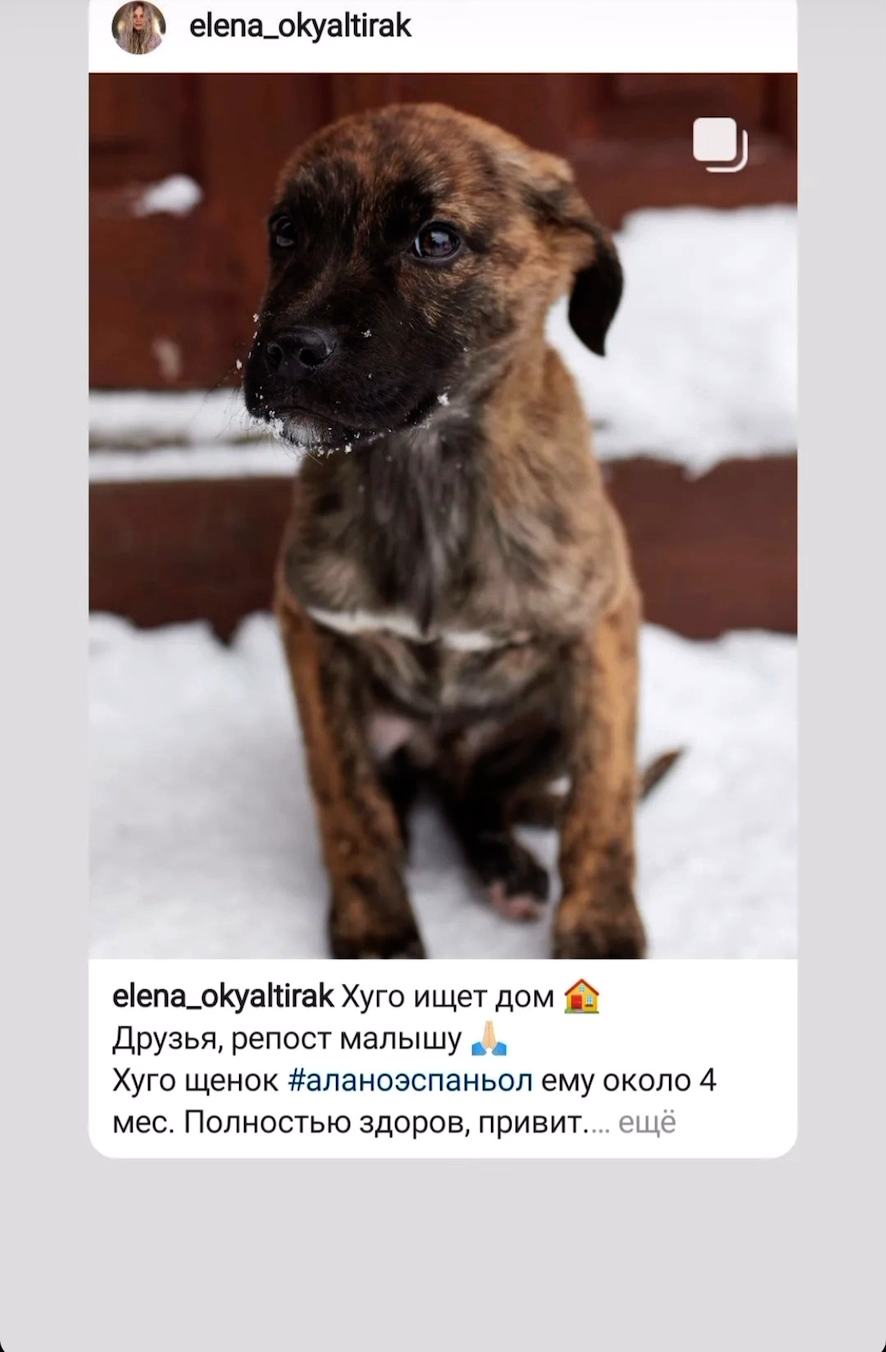 elena_okyaltirak
elena_okyaltirak Хуго ищет дом 🏠
Друзья, репост малышу 🙏🏼
Хуго щенок #аланоэспаньол ему около 4
мес. Полностью здоров, привит.... ещё